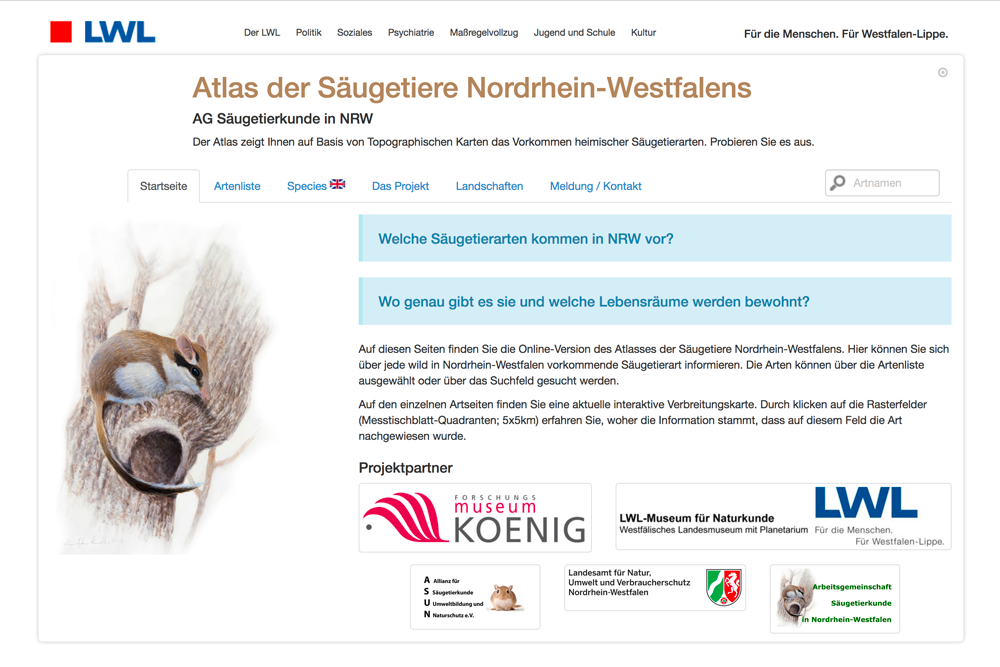 LWL
Der LWL Politik Soziales Psychiatrie Maßregelvollzug Jugend und Schule Kultur
Für die Menschen. Für Westfalen-Lippe.
Atlas der Säugetiere Nordrhein-Westfalens
AG Säugetierkunde in NRW
Der Atlas zeigt Ihnen auf Basis von Topographischen Karten das Vorkommen heimischer Säugetierarten. Probieren Sie es aus.
Startseite Artenliste Species Das Projekt Landschaften Meldung / Kontakt
Artnamen
Welche Säugetierarten kommen in NRW vor?
Wo genau gibt es sie und welche Lebensräume werden bewohnt?
Auf diesen Seiten finden Sie die Online-Version des Atlasses der Säugetiere Nordrhein-Westfalens. Hier können Sie sich
über jede wild in Nordrhein-Westfalen vorkommende Säugetierart informieren. Die Arten können über die Artenliste
ausgewählt oder über das Suchfeld gesucht werden.
Auf den einzelnen Artseiten finden Sie eine aktuelle interaktive Verbreitungskarte. Durch klicken auf die Rasterfelder
(Messtischblatt-Quadranten; 5x5km) erfahren Sie, woher die Information stammt, dass auf diesem Feld die Art
nachgewiesen wurde.
Projektpartner
FORSCHUNGS
museum
KOENIG
LWL-Museum für Naturkunde
Westfälisches Landesmuseum mit Planetarium
LWL
Für die Menschen.
Für Westfalen-Lippe.
A Allianz für
S Säugetierkunde
U Umweltbildung und
N Naturschutz e.V.
Landesamt für Natur,
Umwelt und Verbraucherschutz
Nordrhein-Westfalen
Arbeitsgemeinschaft
Säugetierkunde
in Nordrhein-Westfalen